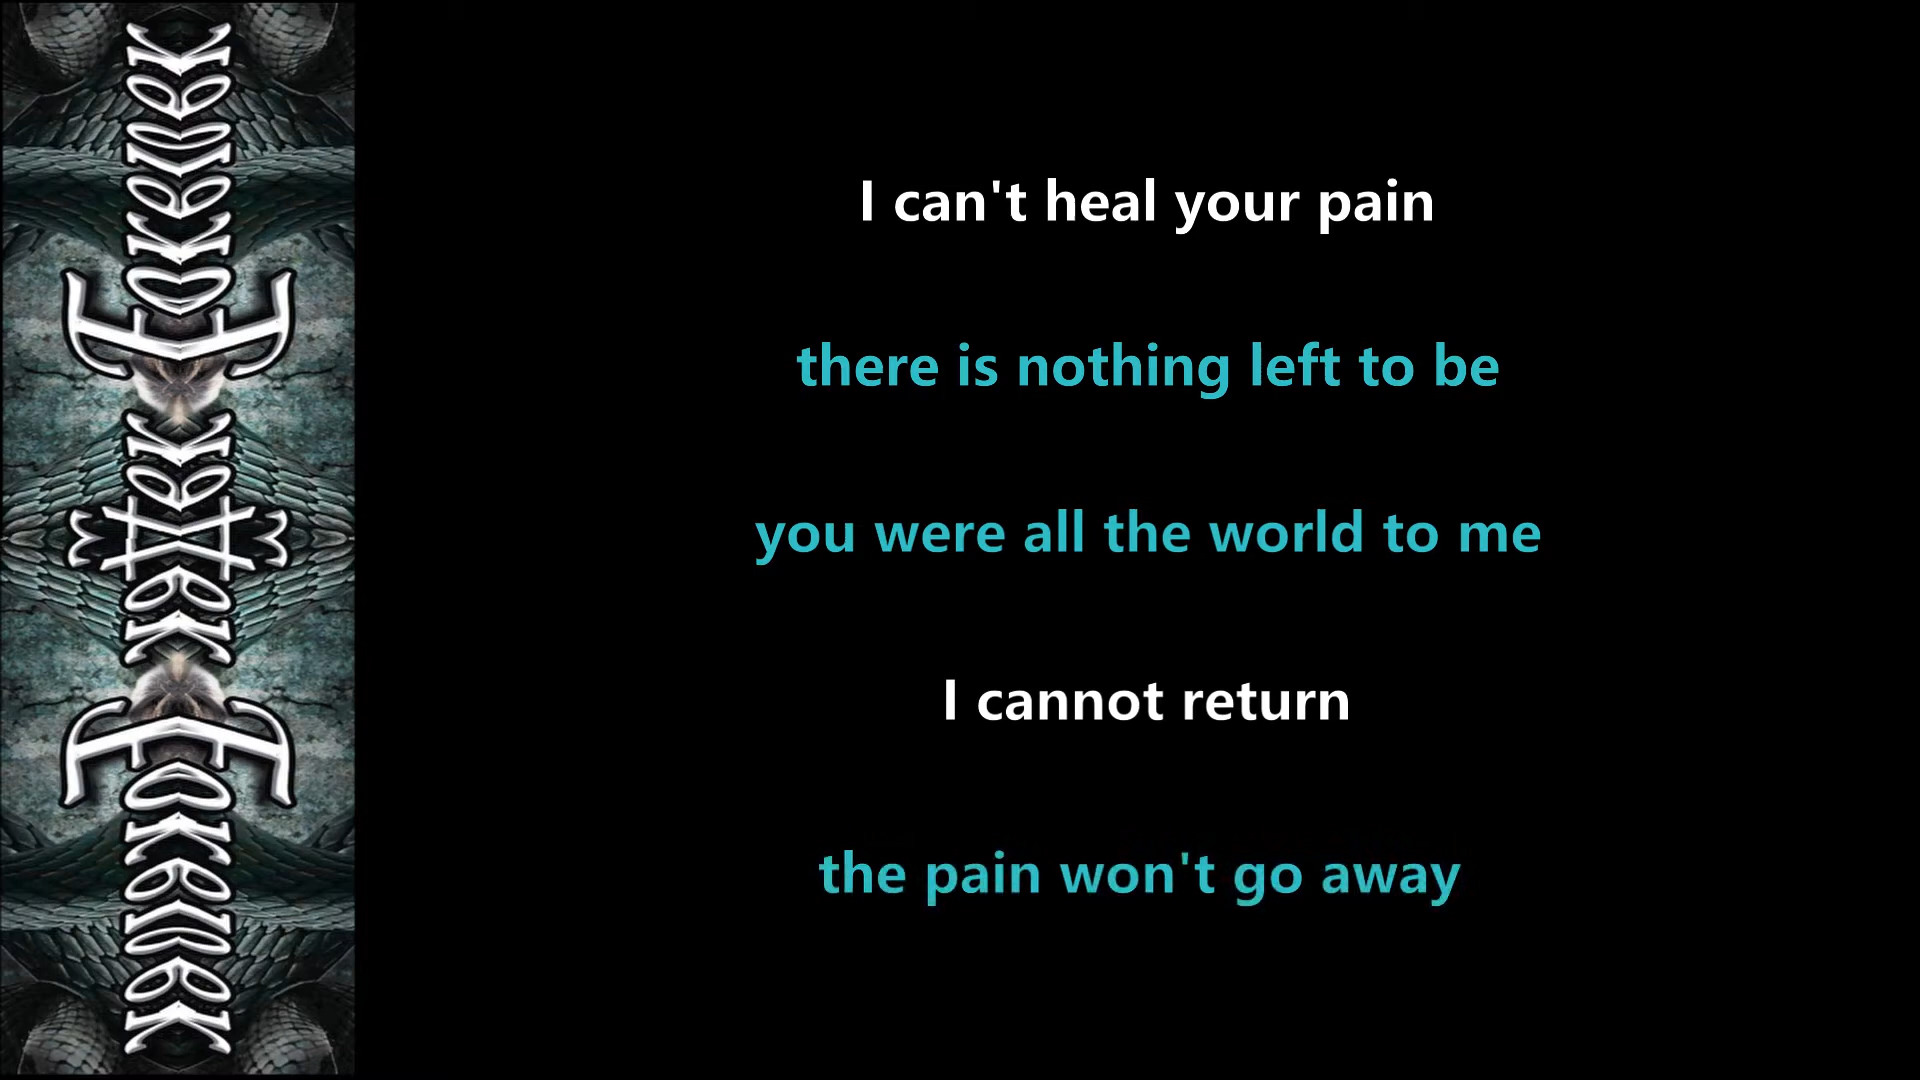 I can't heal your pain
there is nothing left to be
you were all the world to me
I cannot return
the pain won't go away